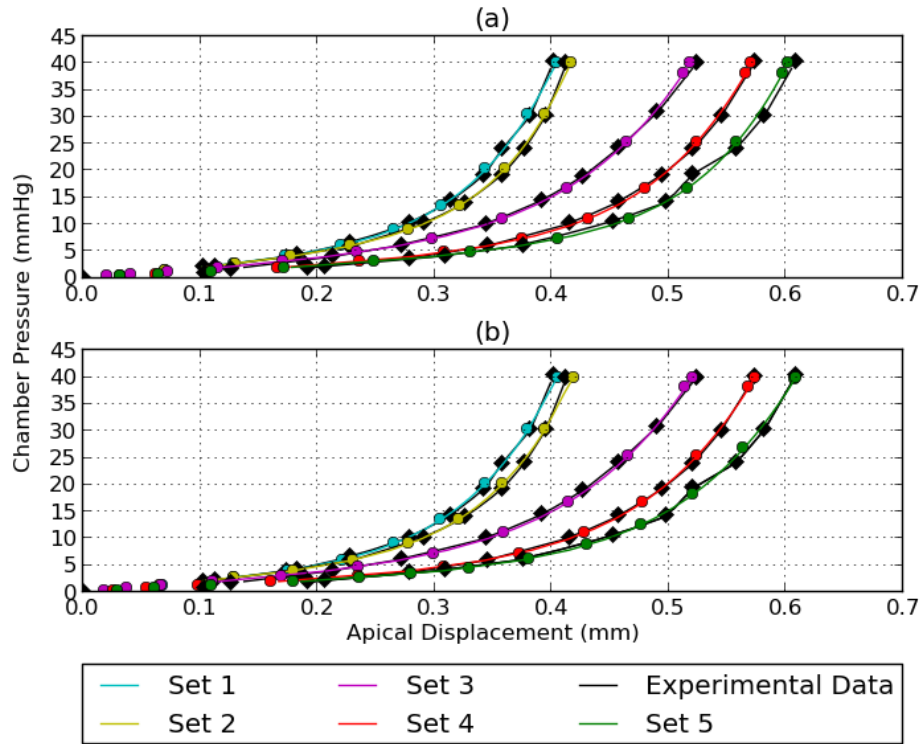 (a)
45
40
35
30
25
20
15
10
5
0
0.0 0.1 0.2 0.3 0.4 0.5 0.6 0.7
Chamber Pressure (mmHg)
(b)
45
40
35
30
25
20
15
10
5
0
0.0 0.1 0.2 0.3 0.4 0.5 0.6 0.7
Apical Displacement (mm)
Set 1 Set 3 Experimental Data
Set 2 Set 4 Set 5